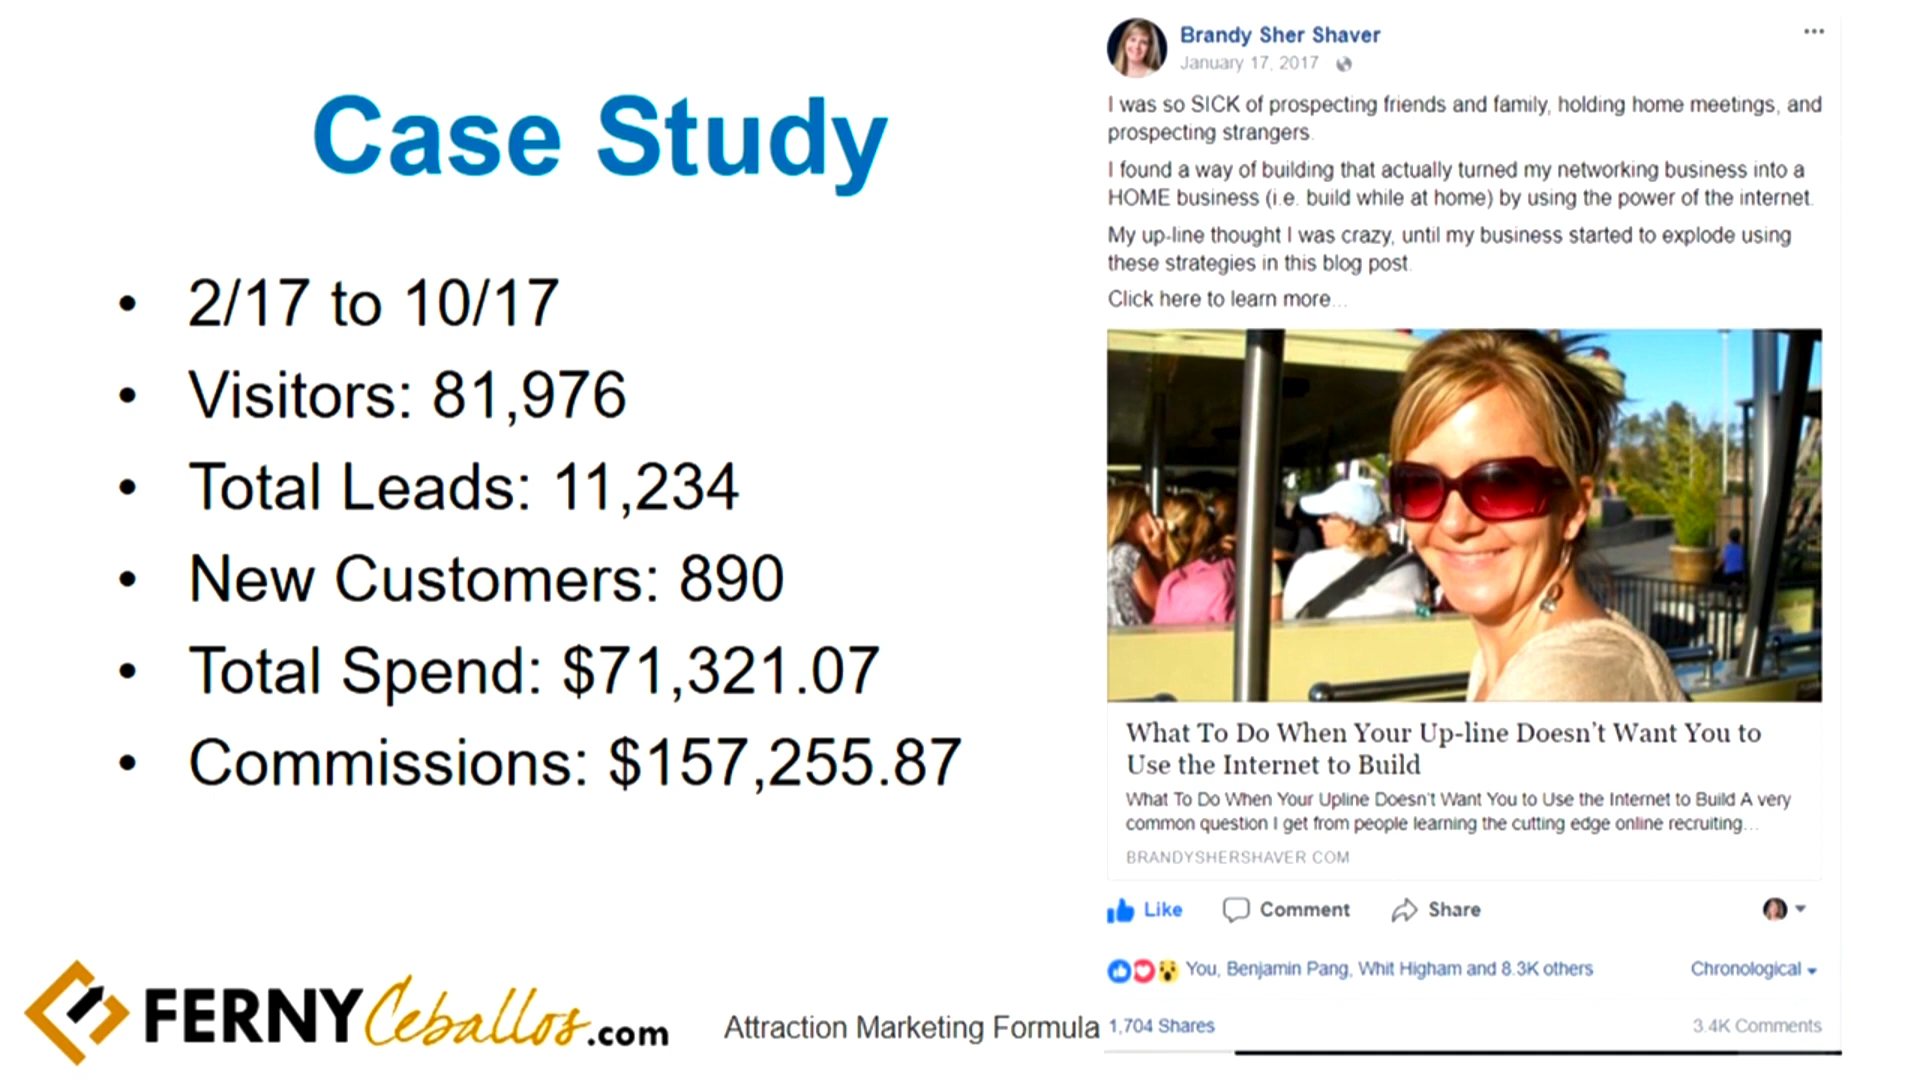 Case Study
• 2/17 to 10/17
• Visitors: 81,976
• Total Leads: 11,234
• New Customers: 890
• Total Spend: $71,321.07
• Commissions: $157,255.87
FERNY Ceballos.com
Attraction Marketing Formula
Brandy Sher Shaver
January 17, 2017
I was so SICK of prospecting friends and family, holding home meetings, and
prospecting strangers.
I found a way of building that actually turned my networking business into a
HOME business (i.e. build while at home) by using the power of the internet.
My up-line thought I was crazy, until my business started to explode using
these strategies in this blog post.
Click here to learn more...
What To Do When Your Up-line Doesn't Want You to
Use the Internet to Build
What To Do When Your Upline Doesn't Want You to Use the Internet to Build A very
common question I get from people learning the cutting edge online recruiting...
BRANDYSHERSHAVER.COM
Like Comment Share
You, Benjamin Pang, Whit Higham and 8.3K others
Chronological
1,704 Shares
3.4K Comments